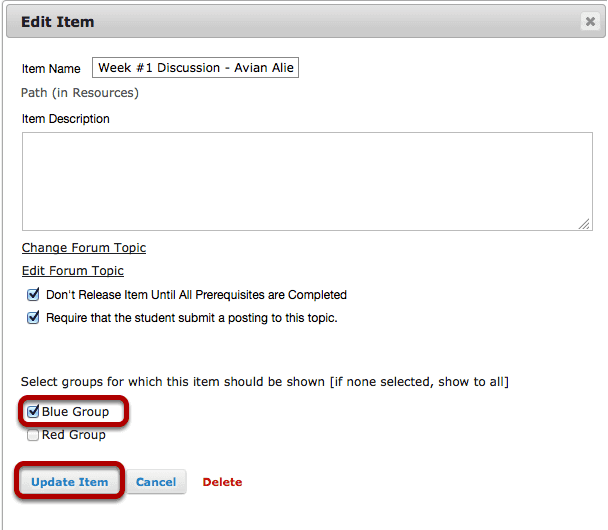 Edit Item
Item Name Week #1 Discussion - Avian Alie
Path (in Resources)
Item Description
Change Forum Topic
Edit Forum Topic
Don't Release Item Until All Prerequisites are Completed
Require that the student submit a posting to this topic.
Select groups for which this item should be shown [if none selected, show to all]
Blue Group
Red Group
Update Item Cancel Delete